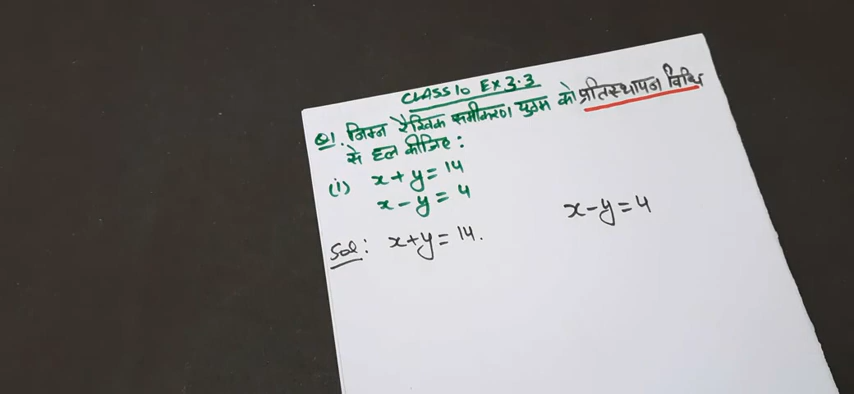 CLASS 10 EX 3.3
Q1. निम्न रैखिक समीकरण युग्म को प्रतिस्थापन विधि
से हल कीजिए:
(i) x + y = 14
x - y = 4
Sol: x+y = 14. x-y = 4